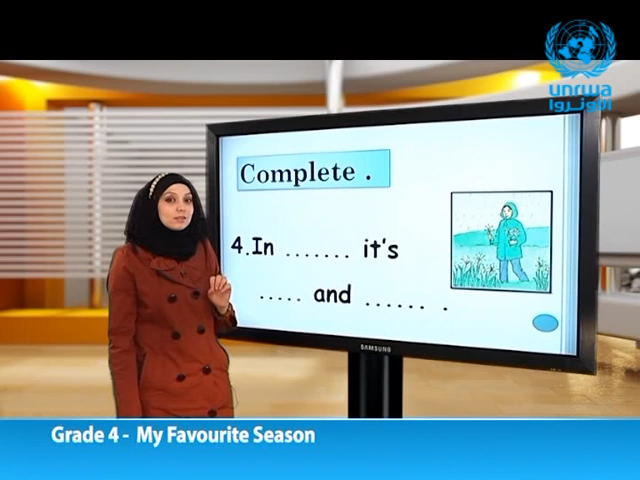 unrwa
الأونروا
Complete .
4.In ....... it's
..... and ...... .
SAMSUNG
Grade 4 - My Favourite Season